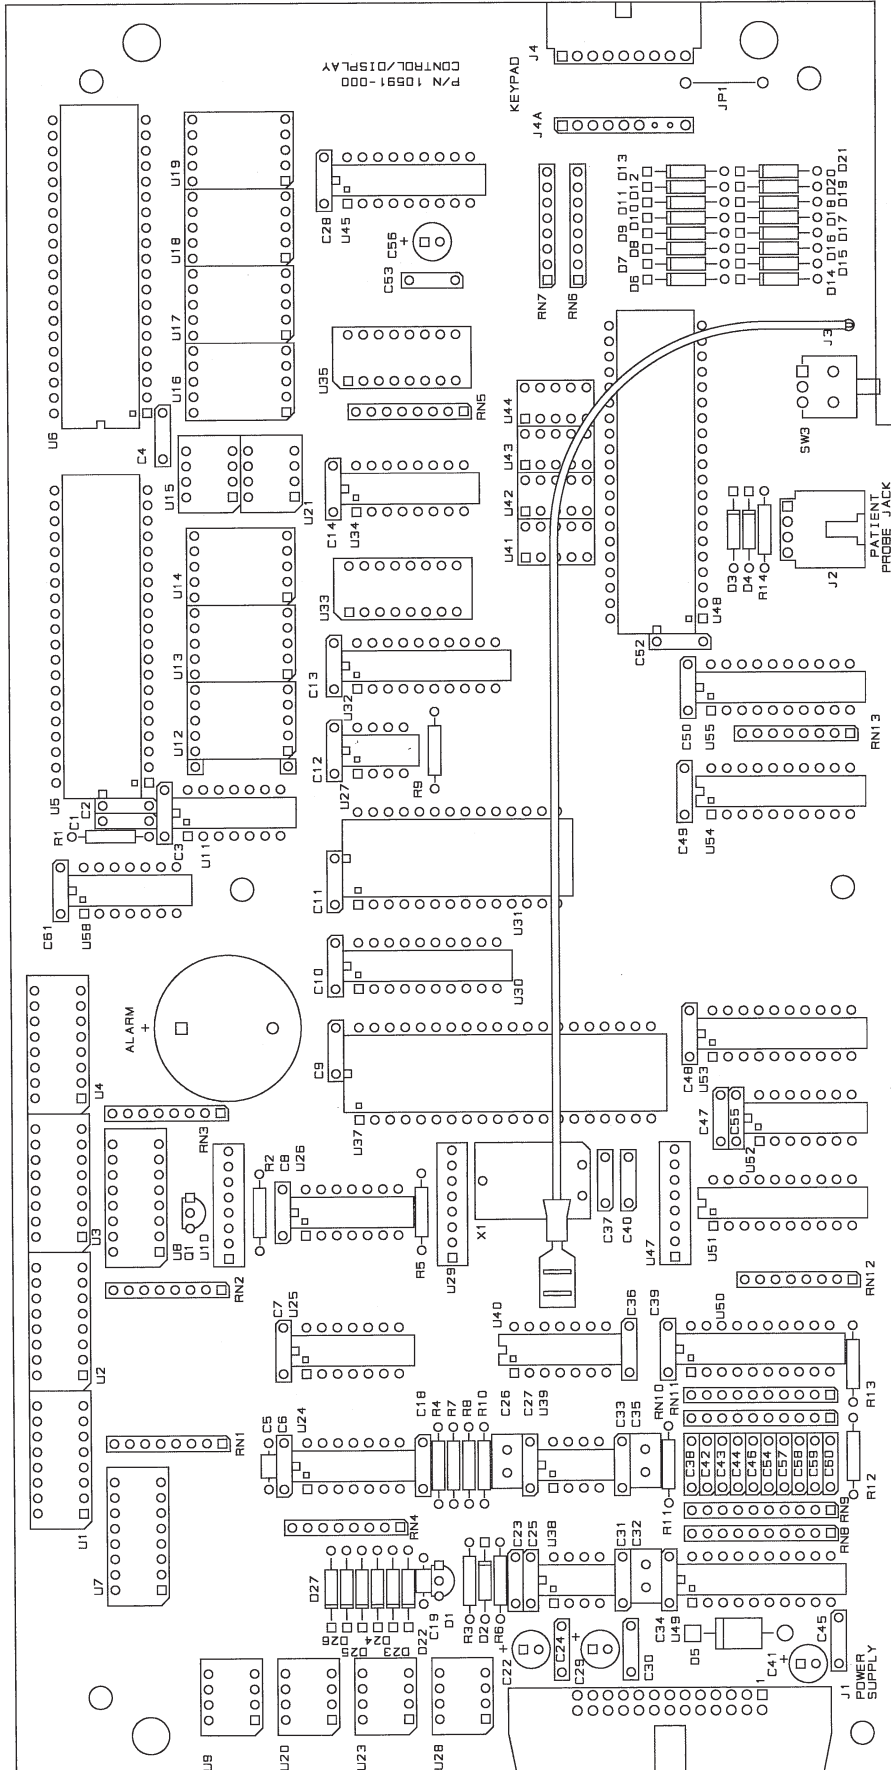 J4
KEYPAD
P/N 10591-000
CONTROL/DISPLAY
JP1
J4A
U19
U18
U17
U16
U6
C4
C28
U45
C56
+
C53
RN7
RN6
D13
D12
D11
D9
D8
D7
D6
D21
D19
D18
D17
D16
D15
D14
U35
RN5
U44
U43
U42
U41
J3
SW3
U15
U21
C14
U34
D3
D4
R14
J2
PATIENT
PROBE JACK
U14
U13
U12
U33
U48
C52
C13
U32
C50
U55
RN13
C12
U27
R9
C49
U54
U5
C2
C1
R1
C3
U11
C61
U58
C11
U31
C10
U30
ALARM
+
U4
C9
U37
C48
U53
C47
C55
U52
RN3
R2
C8
U26
U3
U8
Q1
U10
R5
U29
X1
C37
C40
U47
U51
RN2
RN12
U2
C7
U25
U40
C36
C39
U50
R13
RN10
RN11
RN1
C5
C6
U24
C18
R4
R7
R8
R10
C26
C27
U39
C33
C35
R11
C38
C42
C43
C44
C46
C54
C57
C58
C59
C60
R12
RN9
RN8
U1
U7
RN4
D27
D26
D25
D24
D23
D22
C19
R3
D2
R6
C23
C25
U38
C31
C32
C34
U49
C22
+
C24
C29
+
C30
D5
C41
+
C45
J1
POWER
SUPPLY
1
U9
U20
U23
U28